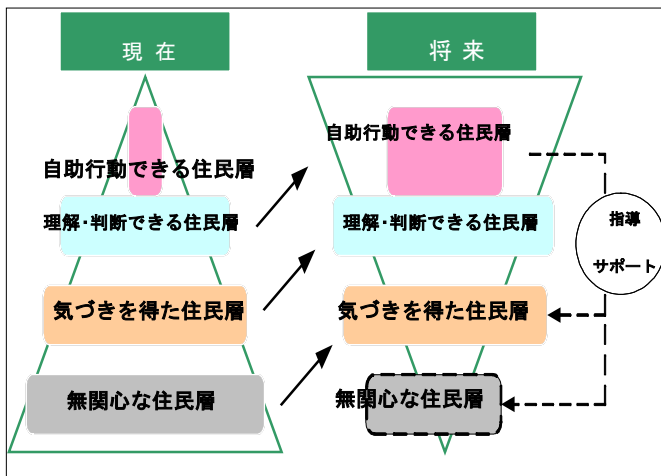 現 在
将 来
自助行動できる住民層
自助行動できる住民層
理解・判断できる住民層
理解・判断できる住民層
指導
サポート
気づきを得た住民層
気づきを得た住民層
無関心な住民層
無関心な住民層